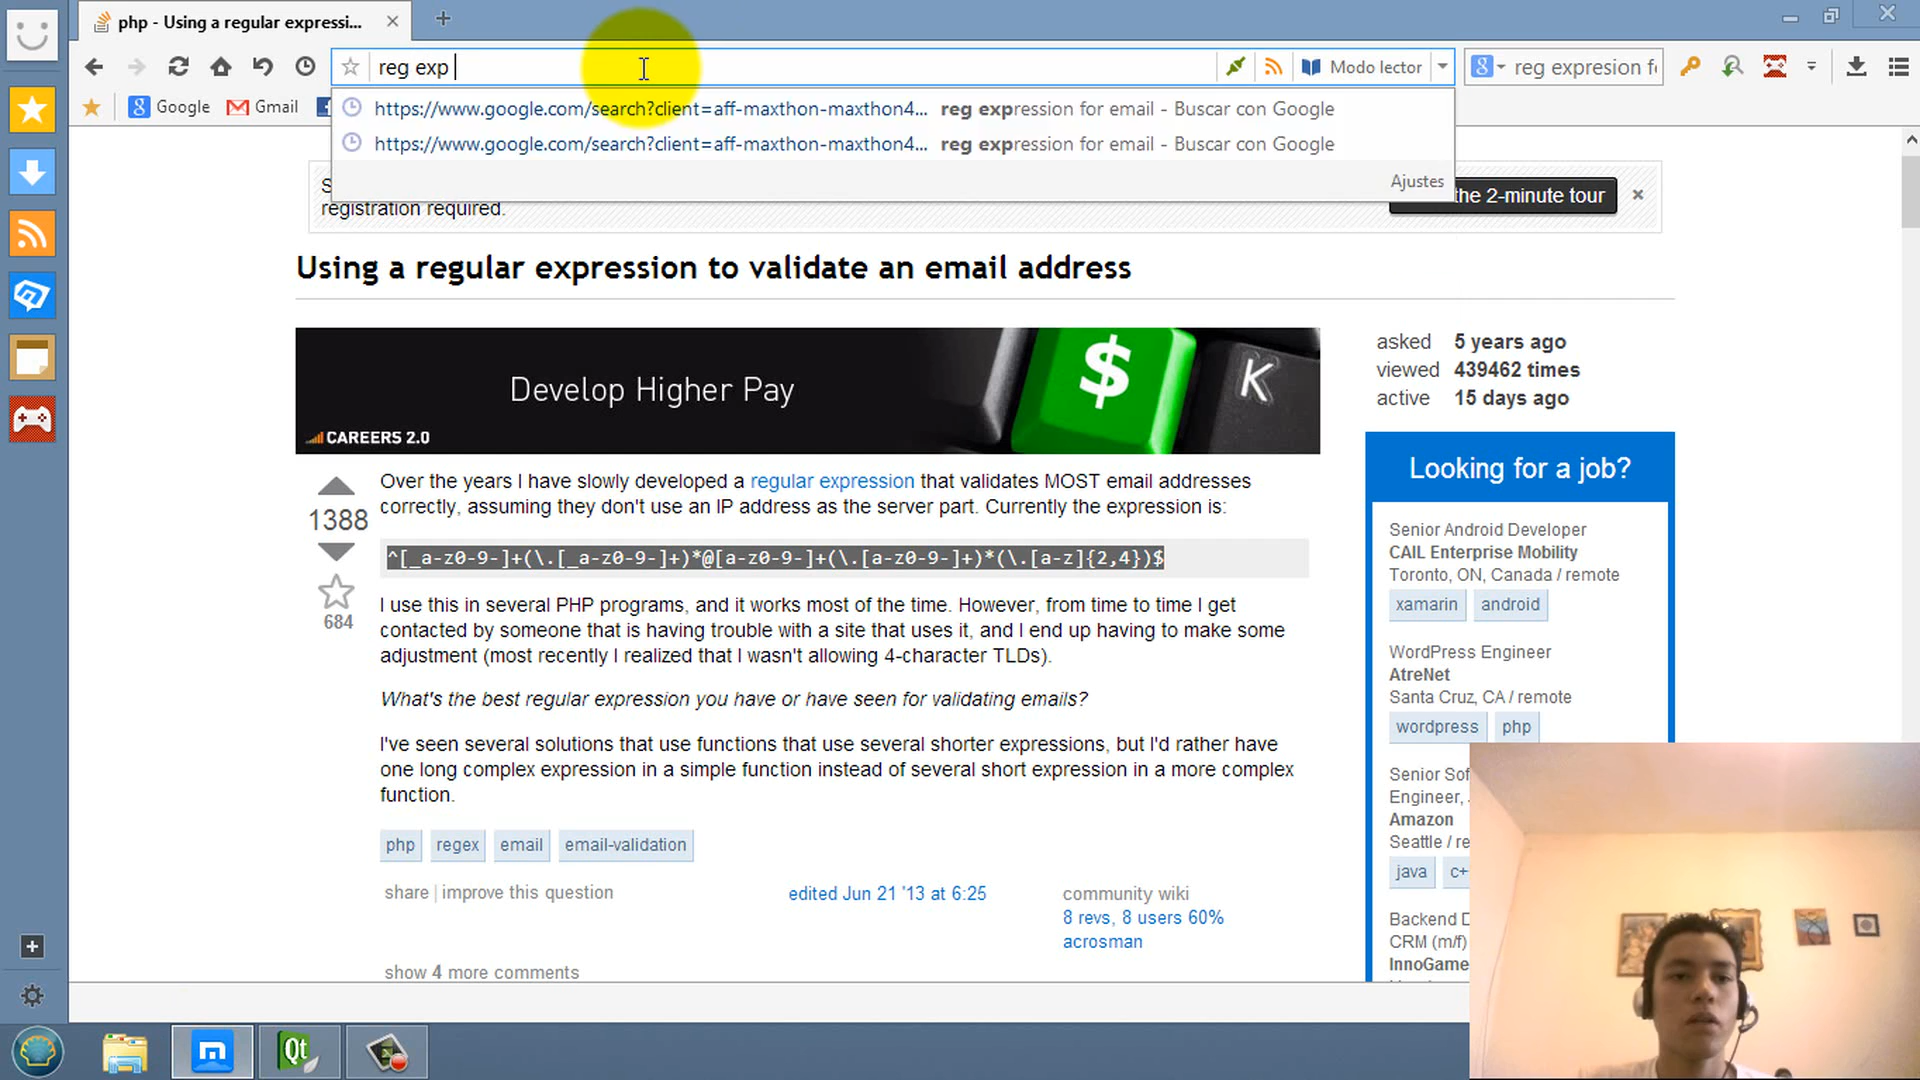 php - Using a regular expressi...
reg exp
Modo lector
reg expresion f
Google
Gmail
https://www.google.com/search?client=aff-maxthon-maxthon4... reg expression for email - Buscar con Google
https://www.google.com/search?client=aff-maxthon-maxthon4... reg expression for email - Buscar con Google
Ajustes
S
the 2-minute tour
registration required.
Using a regular expression to validate an email address
Develop Higher Pay
$
K
CAREERS 2.0
asked 5 years ago
viewed 439462 times
active 15 days ago
1388
684
Over the years I have slowly developed a regular expression that validates MOST email addresses
correctly, assuming they don't use an IP address as the server part. Currently the expression is:
^[_a-z0-9-]+(\.[_a-z0-9-]+)*@[a-z0-9-]+(\.[a-z0-9-]+)*(\.[a-z]{2,4})$
I use this in several PHP programs, and it works most of the time. However, from time to time I get
contacted by someone that is having trouble with a site that uses it, and I end up having to make some
adjustment (most recently I realized that I wasn't allowing 4-character TLDs).
What's the best regular expression you have or have seen for validating emails?
I've seen several solutions that use functions that use several shorter expressions, but I'd rather have
one long complex expression in a simple function instead of several short expression in a more complex
function.
php regex email email-validation
share improve this question
edited Jun 21 '13 at 6:25
community wiki
8 revs, 8 users 60%
acrosman
show 4 more comments
Looking for a job?
Senior Android Developer
CAIL Enterprise Mobility
Toronto, ON, Canada / remote
xamarin android
WordPress Engineer
AtreNet
Santa Cruz, CA / remote
wordpress php
Senior Sof
Engineer,
Amazon
Seattle / re
java c+
Backend D
CRM (m/f)
InnoGame
Qt